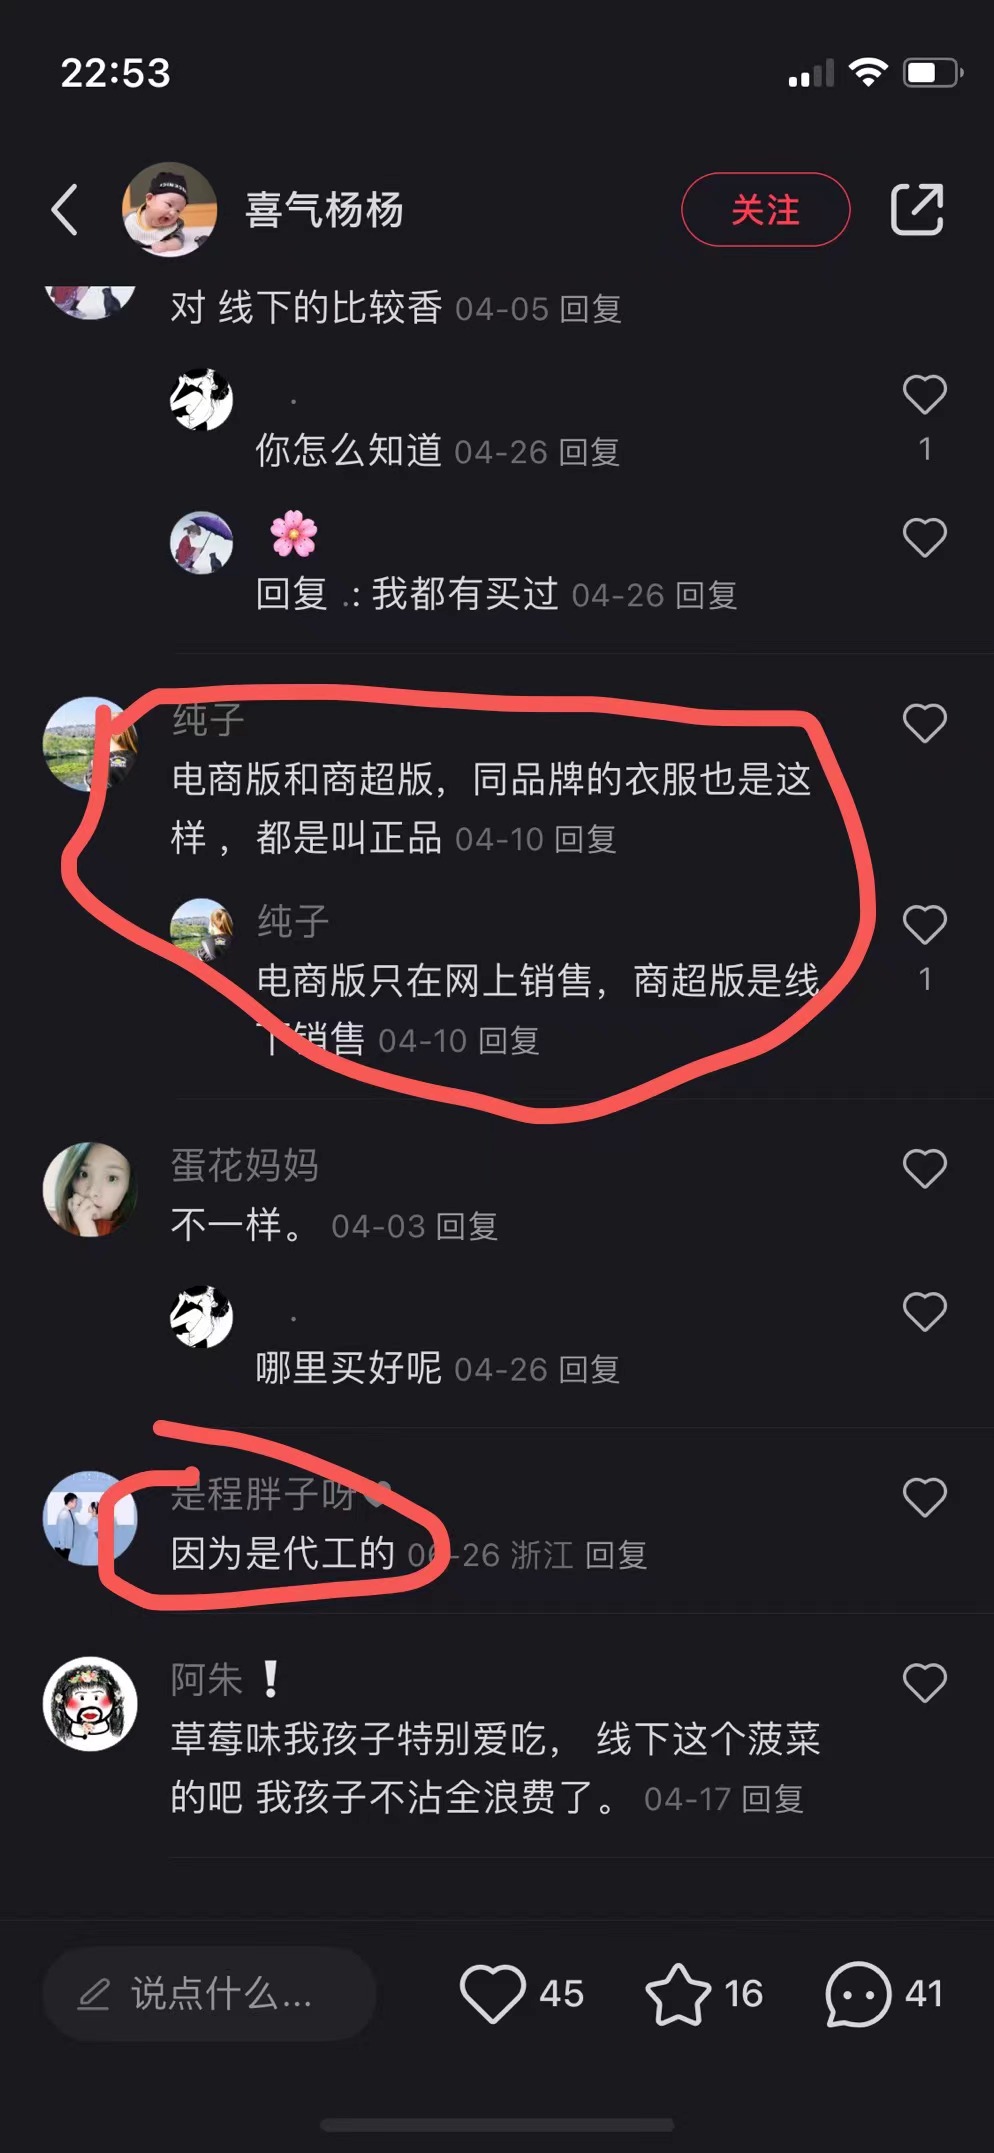 22:53
喜气杨杨
关注
对 线下的比较香 04-05 回复
.
你怎么知道 04-26 回复
1
回复 .: 我都有买过 04-26 回复
纯子
电商版和商超版，同品牌的衣服也是这
样，都是叫正品 04-10 回复
纯子
电商版只在网上销售，商超版是线
下销售 04-10 回复
1
蛋花妈妈
不一样。 04-03 回复
.
哪里买好呢 04-26 回复
是程胖子呀
因为是代工的 06-26 浙江 回复
阿朱❗
草莓味我孩子特别爱吃， 线下这个菠菜
的吧 我孩子不沾全浪费了。 04-17 回复
说点什么...
45
16
41